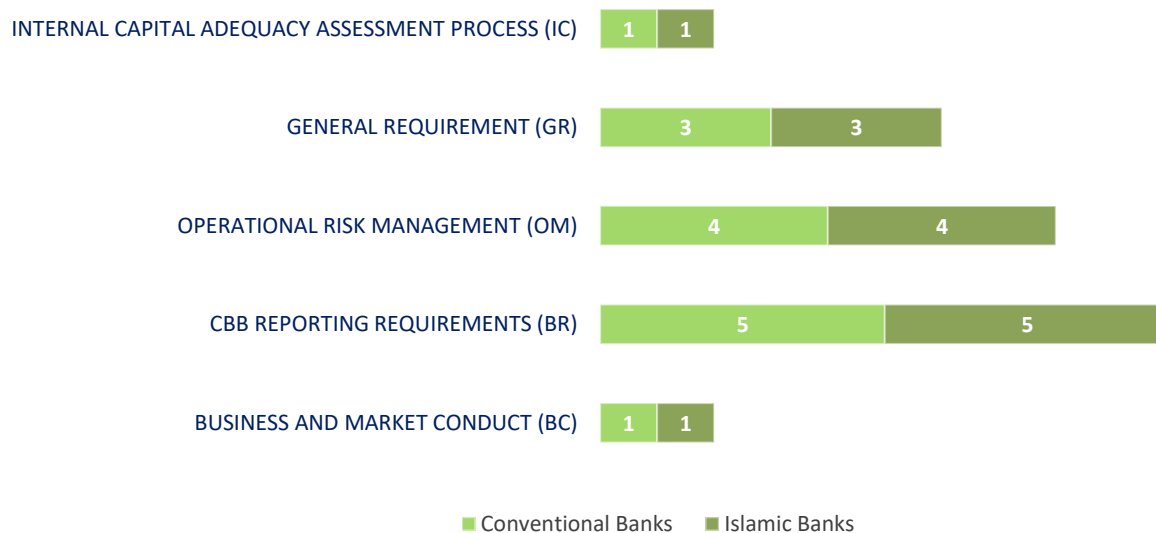 INTERNAL CAPITAL ADEQUACY ASSESSMENT PROCESS (IC) 1 1
GENERAL REQUIREMENT (GR) 3 3
OPERATIONAL RISK MANAGEMENT (OM) 4 4
CBB REPORTING REQUIREMENTS (BR) 5 5
BUSINESS AND MARKET CONDUCT (BC) 1 1
Conventional Banks Islamic Banks